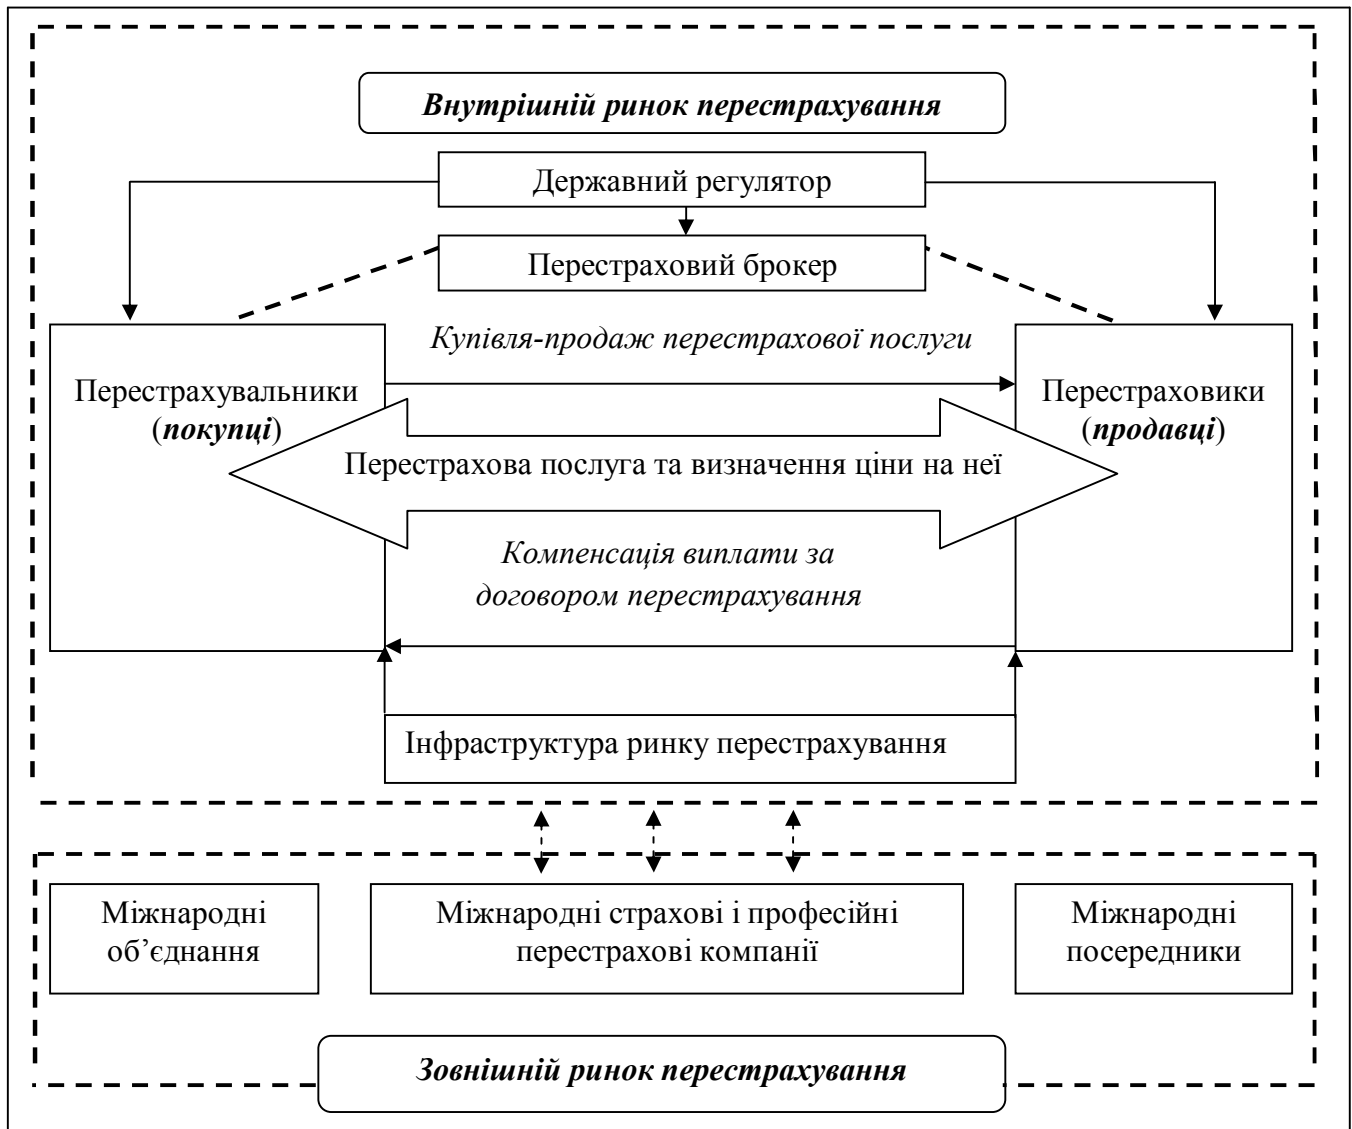 Внутрішній ринок перестрахування
Державний регулятор
Перестраховий брокер
Купівля-продаж перестрахової послуги
Перестрахувальники
(покупці)
Перестраховики
(продавці)
Перестрахова послуга та визначення ціни на неї
Компенсація виплати за
договором перестрахування
Інфраструктура ринку перестрахування
Міжнародні
об’єднання
Міжнародні страхові і професійні
перестрахові компанії
Міжнародні
посередники
Зовнішній ринок перестрахування